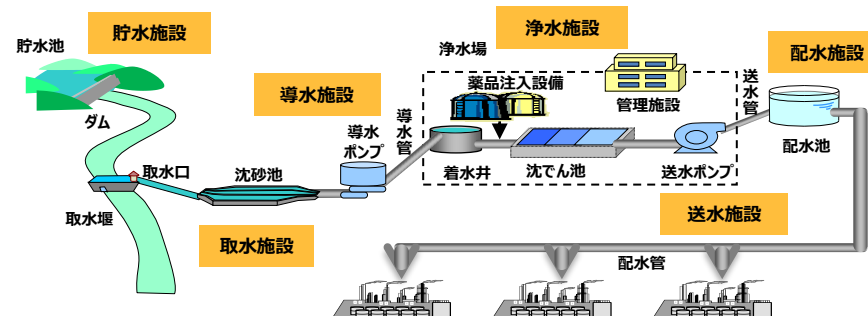 貯水施設
浄水施設
配水施設
導水施設
取水施設
送水施設
貯水池
ダム
取水口
取水堰
沈砂池
導水
ポンプ
導水管
浄水場
薬品注入設備
管理施設
着水井
沈でん池
送水ポンプ
送水管
配水池
配水管